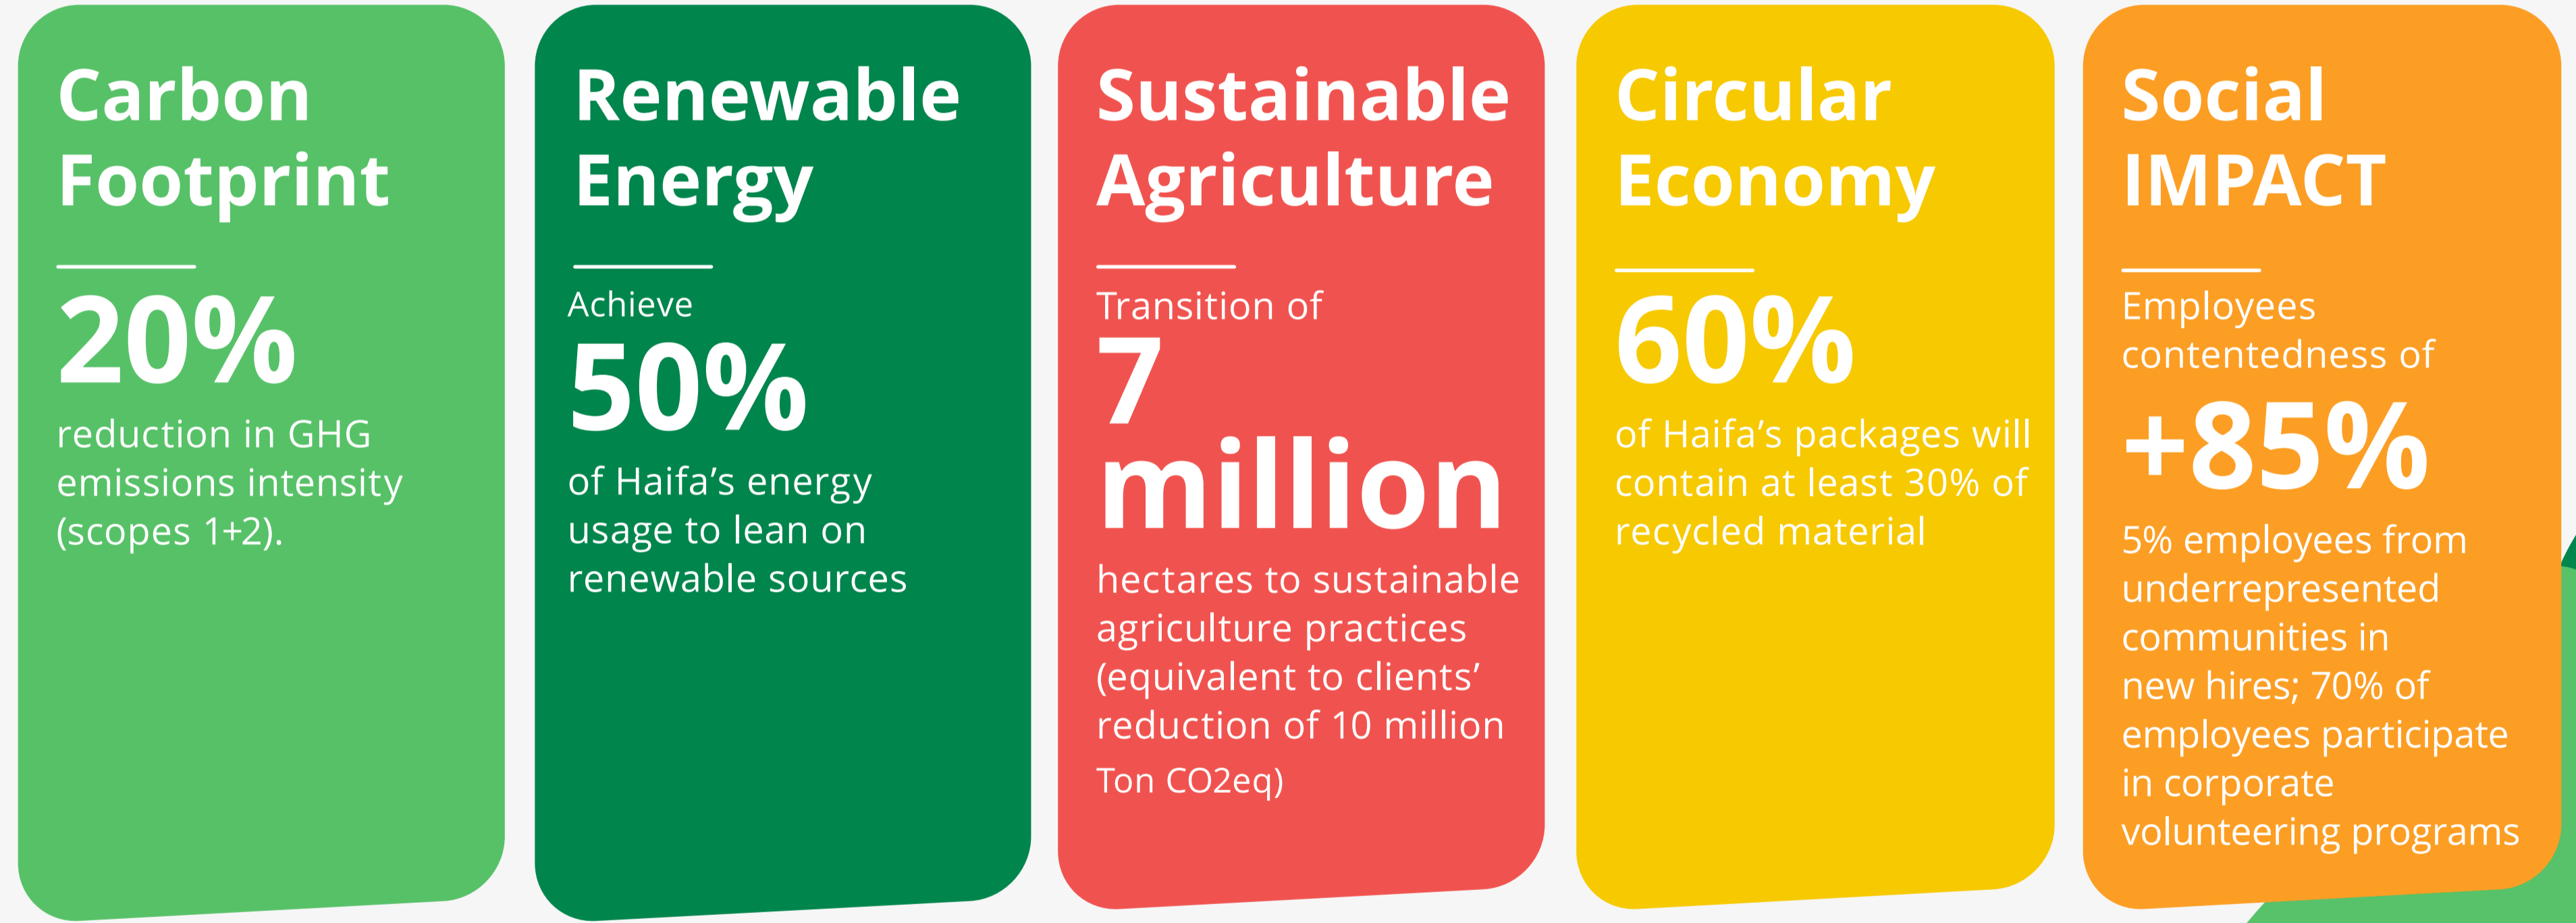 Carbon
Footprint
20%
reduction in GHG
emissions intensity
(scopes 1+2).
Renewable
Energy
Achieve
50%
of Haifa’s energy
usage to lean on
renewable sources
Sustainable
Agriculture
Transition of
7
million
hectares to sustainable
agriculture practices
(equivalent to clients’
reduction of 10 million
Ton CO2eq)
Circular
Economy
60%
of Haifa’s packages will
contain at least 30% of
recycled material
Social
IMPACT
Employees
contentedness of
+85%
5% employees from
underrepresented
communities in
new hires; 70% of
employees participate
in corporate
volunteering programs